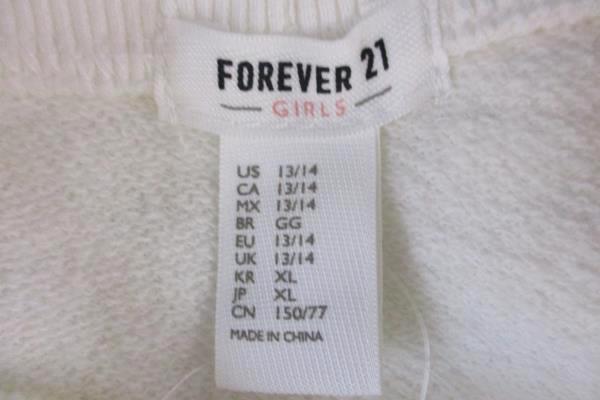 FOREVER 21
GIRLS
US 13/14
CA 13/14
MX 13/14
BR GG
EU 13/14
UK 13/14
KR XL
JP XL
CN 150/77
MADE IN CHINA